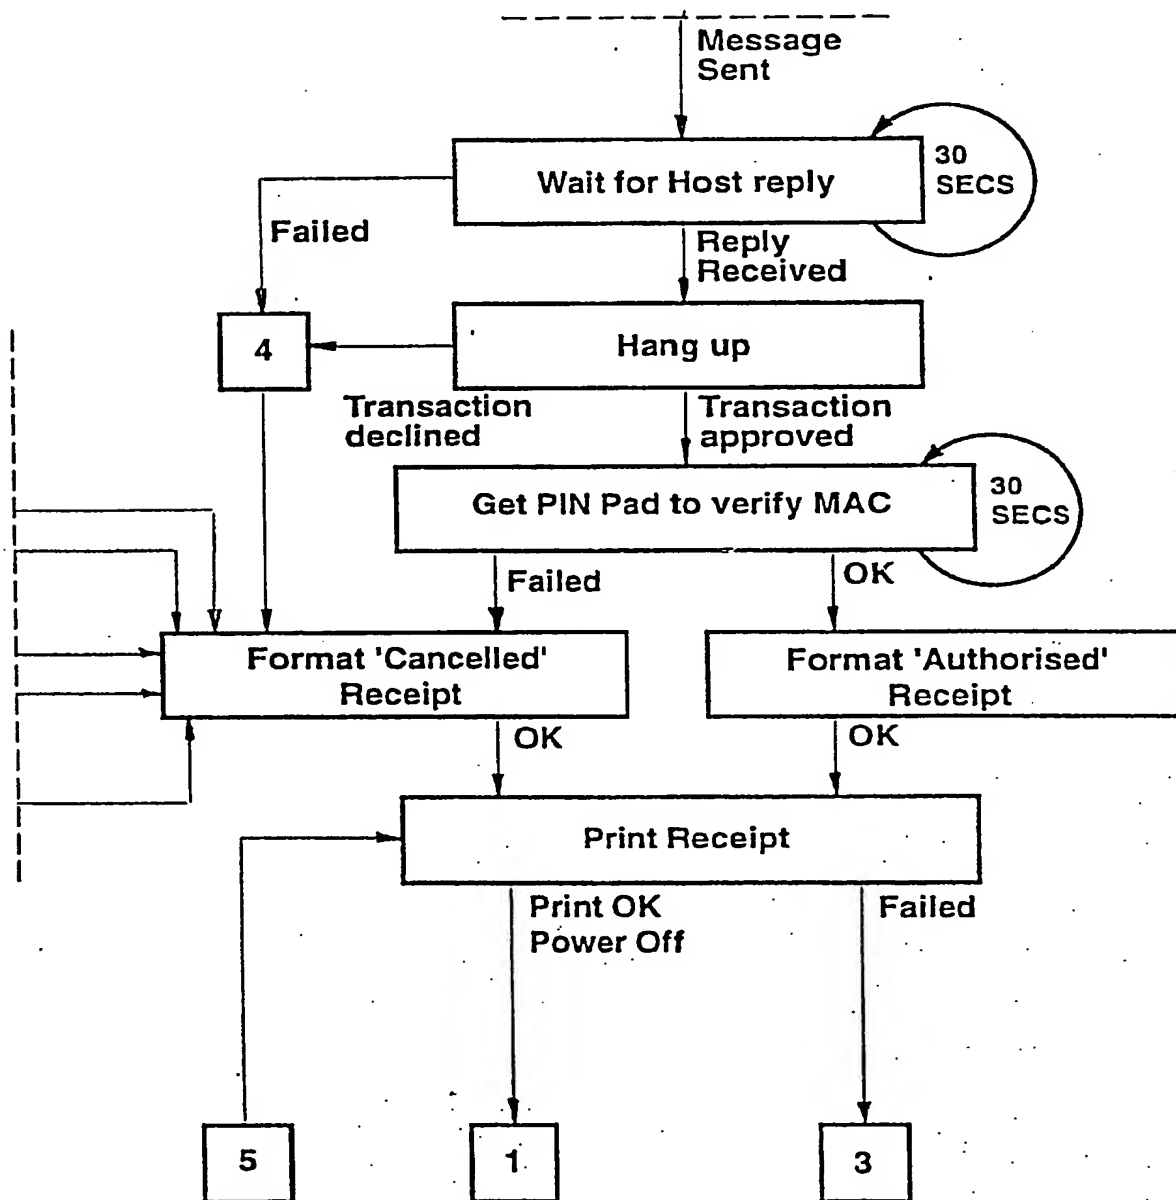 Message
Sent
Wait for Host reply
30
SECS
Failed
Reply
Received
4
Hang up
Transaction
declined
Transaction
approved
Get PIN Pad to verify MAC
30
SECS
Failed
OK
Format 'Cancelled'
Receipt
Format 'Authorised'
Receipt
OK
OK
Print Receipt
Print OK
Power Off
Failed
5
1
3